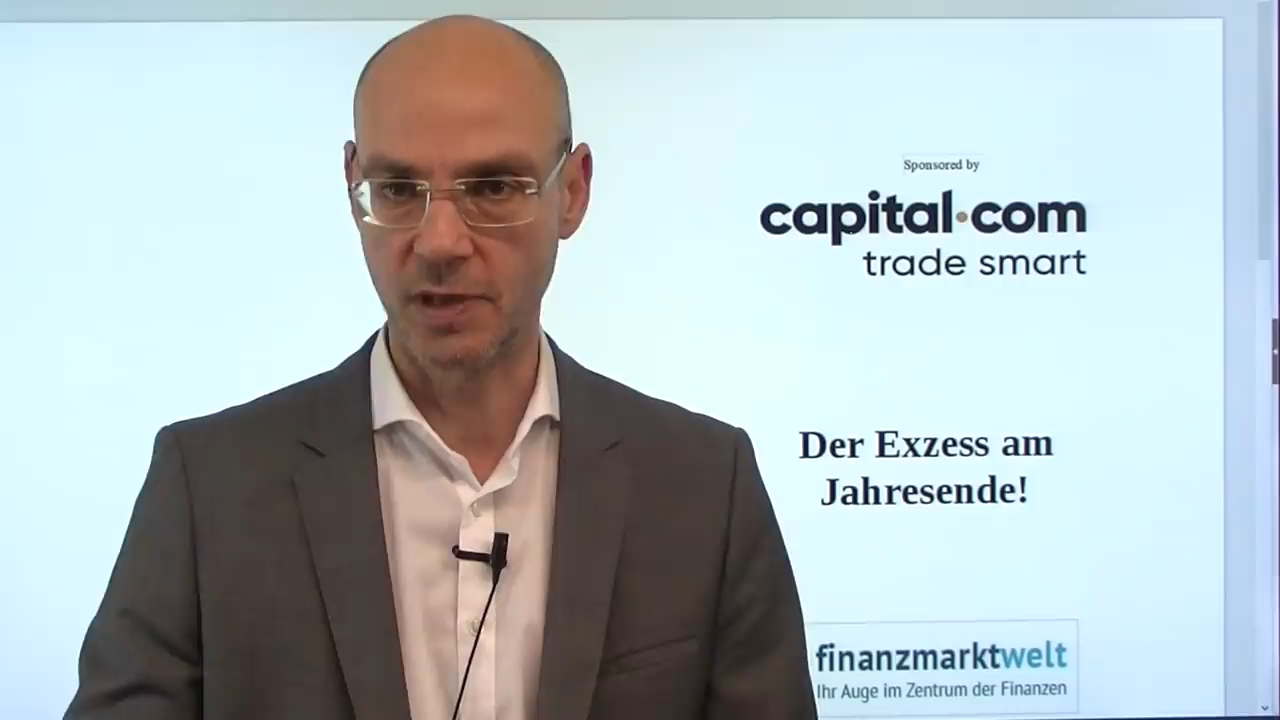 Sponsored by
capital.com
trade smart
Der Exzess am
Jahresende!
finanzmarktwelt
Ihr Auge im Zentrum der Finanzen